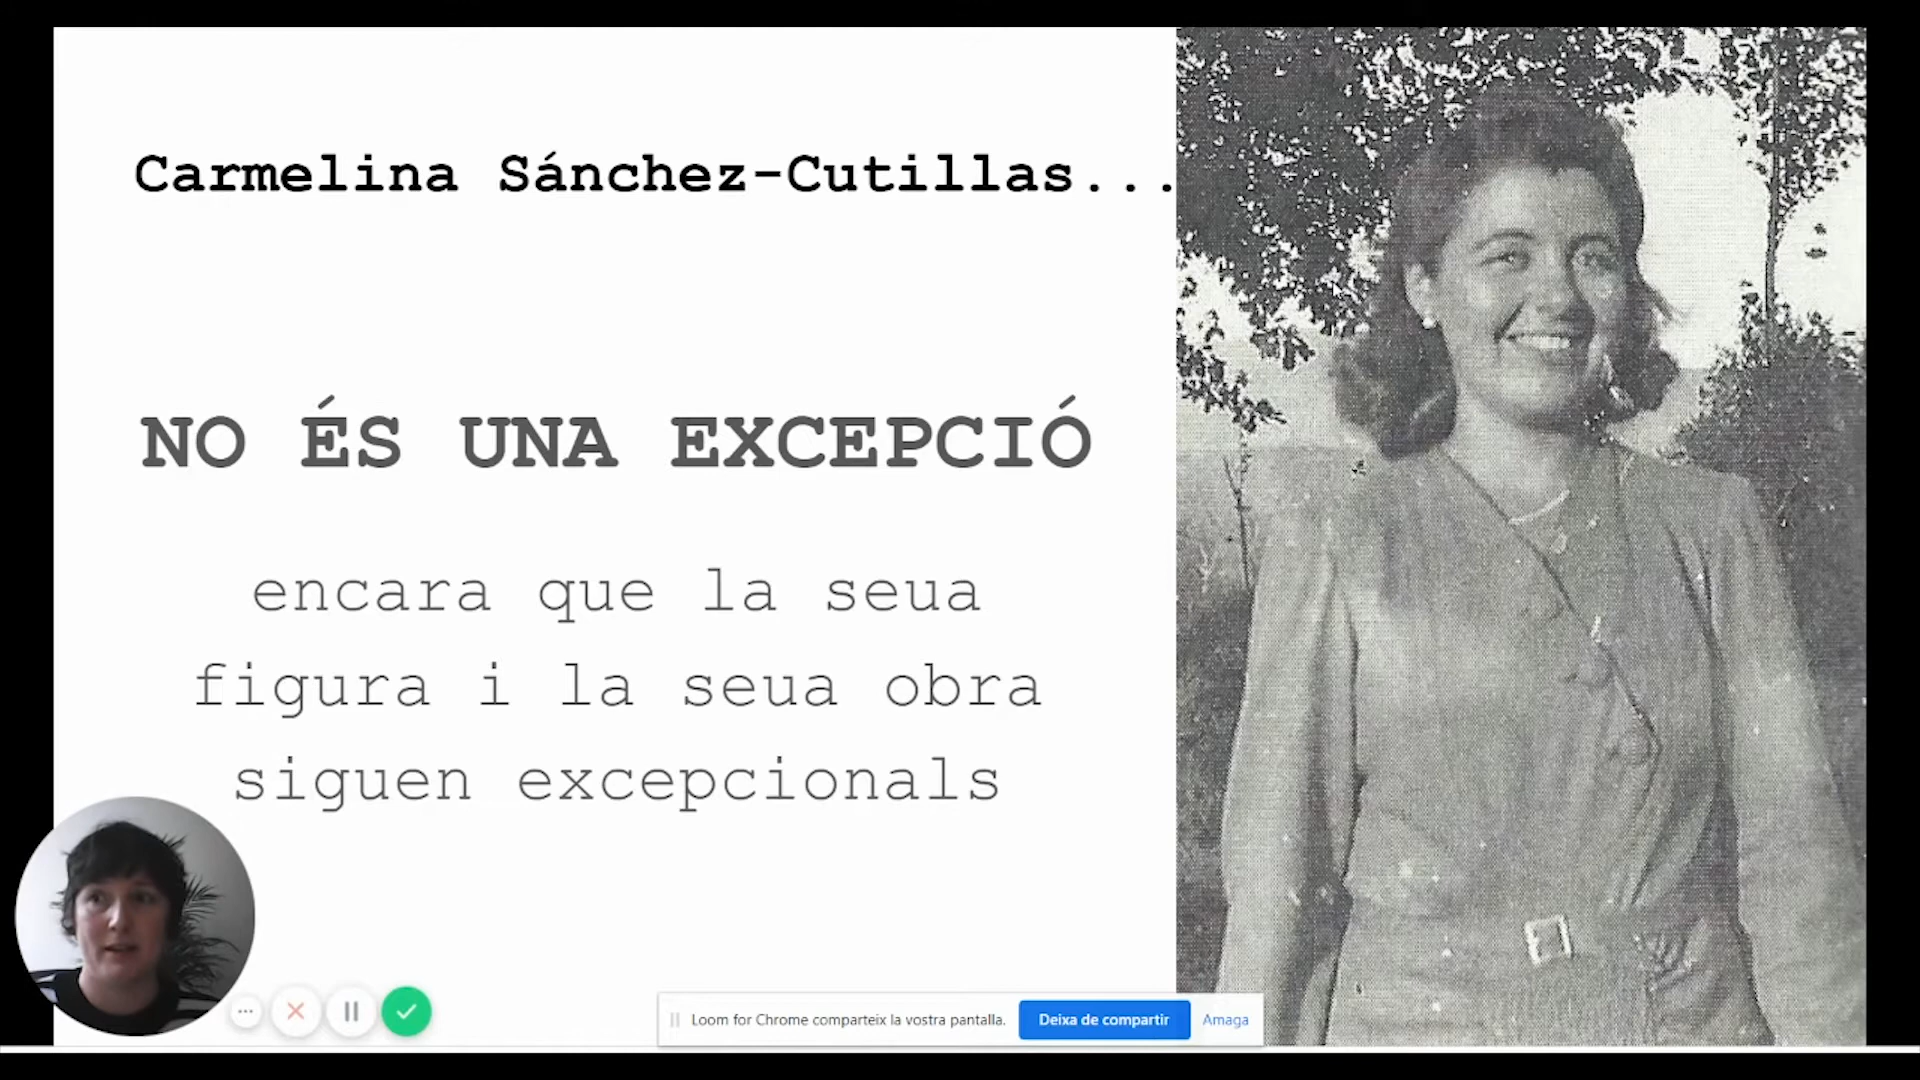 Carmelina Sánchez-Cutillas...
NO ÉS UNA EXCEPCIÓ
encara que la seua
figura i la seua obra
siguen excepcionals
Loom for Chrome comparteix la vostra pantalla.
Deixa de compartir
Amaga